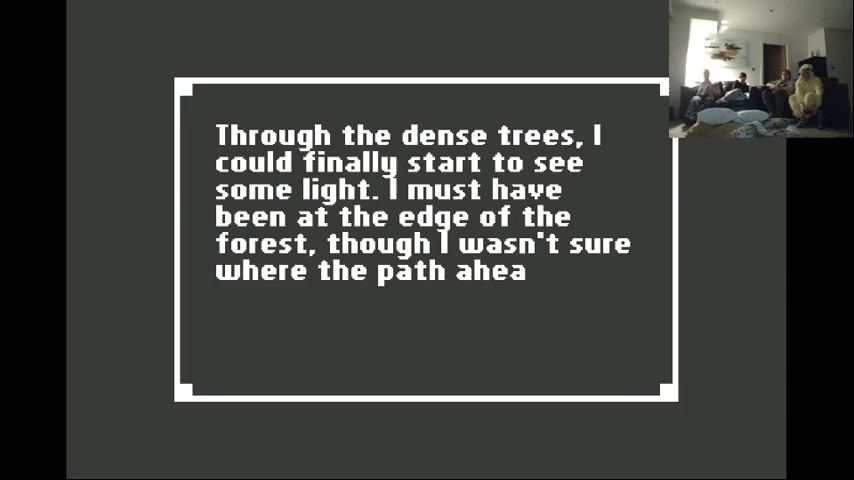 Through the dense trees, I
could finally start to see
some light. I must have
been at the edge of the
forest, though I wasn't sure
where the path ahea